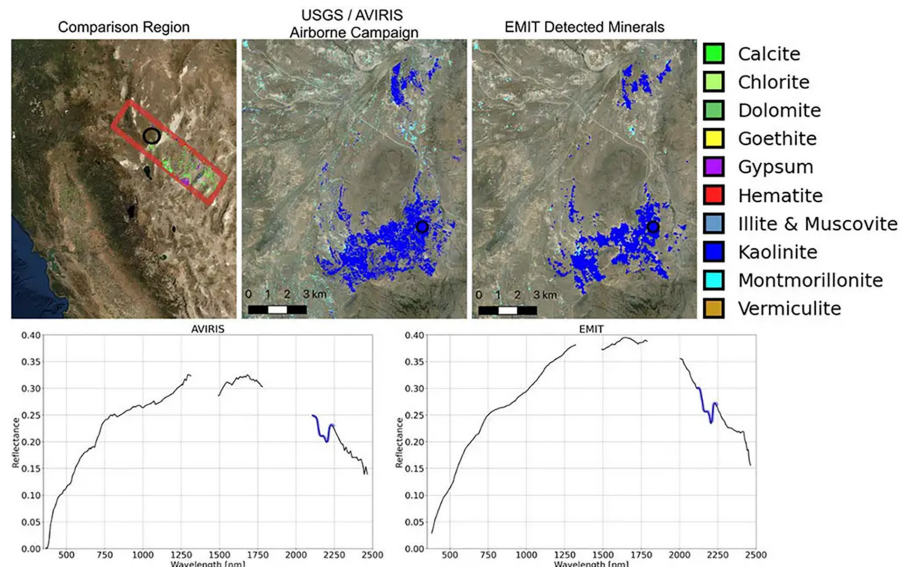 Comparison Region
USGS / AVIRIS
Airborne Campaign
EMIT Detected Minerals
0 1 2 3 km
0 1 2 3 km
Calcite
Chlorite
Dolomite
Goethite
Gypsum
Hematite
Illite & Muscovite
Kaolinite
Montmorillonite
Vermiculite
AVIRIS
0.40
0.35
0.30
0.25
0.20
0.15
0.10
0.05
0.00
Reflectance
500 750 1000 1250 1500 1750 2000 2250 2500
Wavelength [nm]
EMIT
0.40
0.35
0.30
0.25
0.20
0.15
0.10
0.05
0.00
Reflectance
500 750 1000 1250 1500 1750 2000 2250 2500
Wavelength [nm]